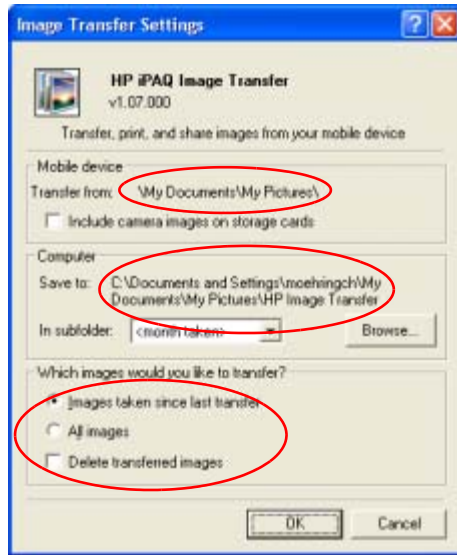 Image Transfer Settings
HP iPAQ Image Transfer
v1.07.000
Transfer, print, and share images from your mobile device
Mobile device
Transfer from: \My Documents\My Pictures\
Include camera images on storage cards
Computer
Save to: C:\Documents and Settings\moehringch\My
Documents\My Pictures\HP Image Transfer
In subfolder: <month taken> Browse...
Which images would you like to transfer?
Images taken since last transfer
All images
Delete transferred images
OK Cancel